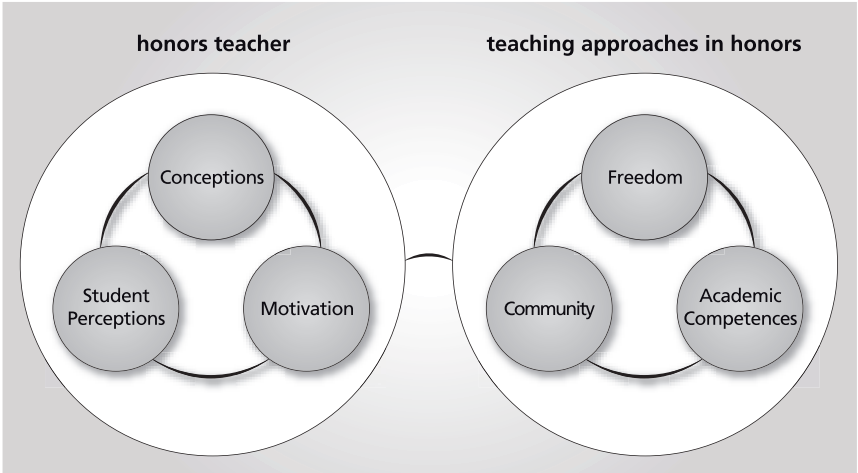 honors teacher
teaching approaches in honors
Conceptions
Student
Perceptions
Motivation
Freedom
Community
Academic
Competences